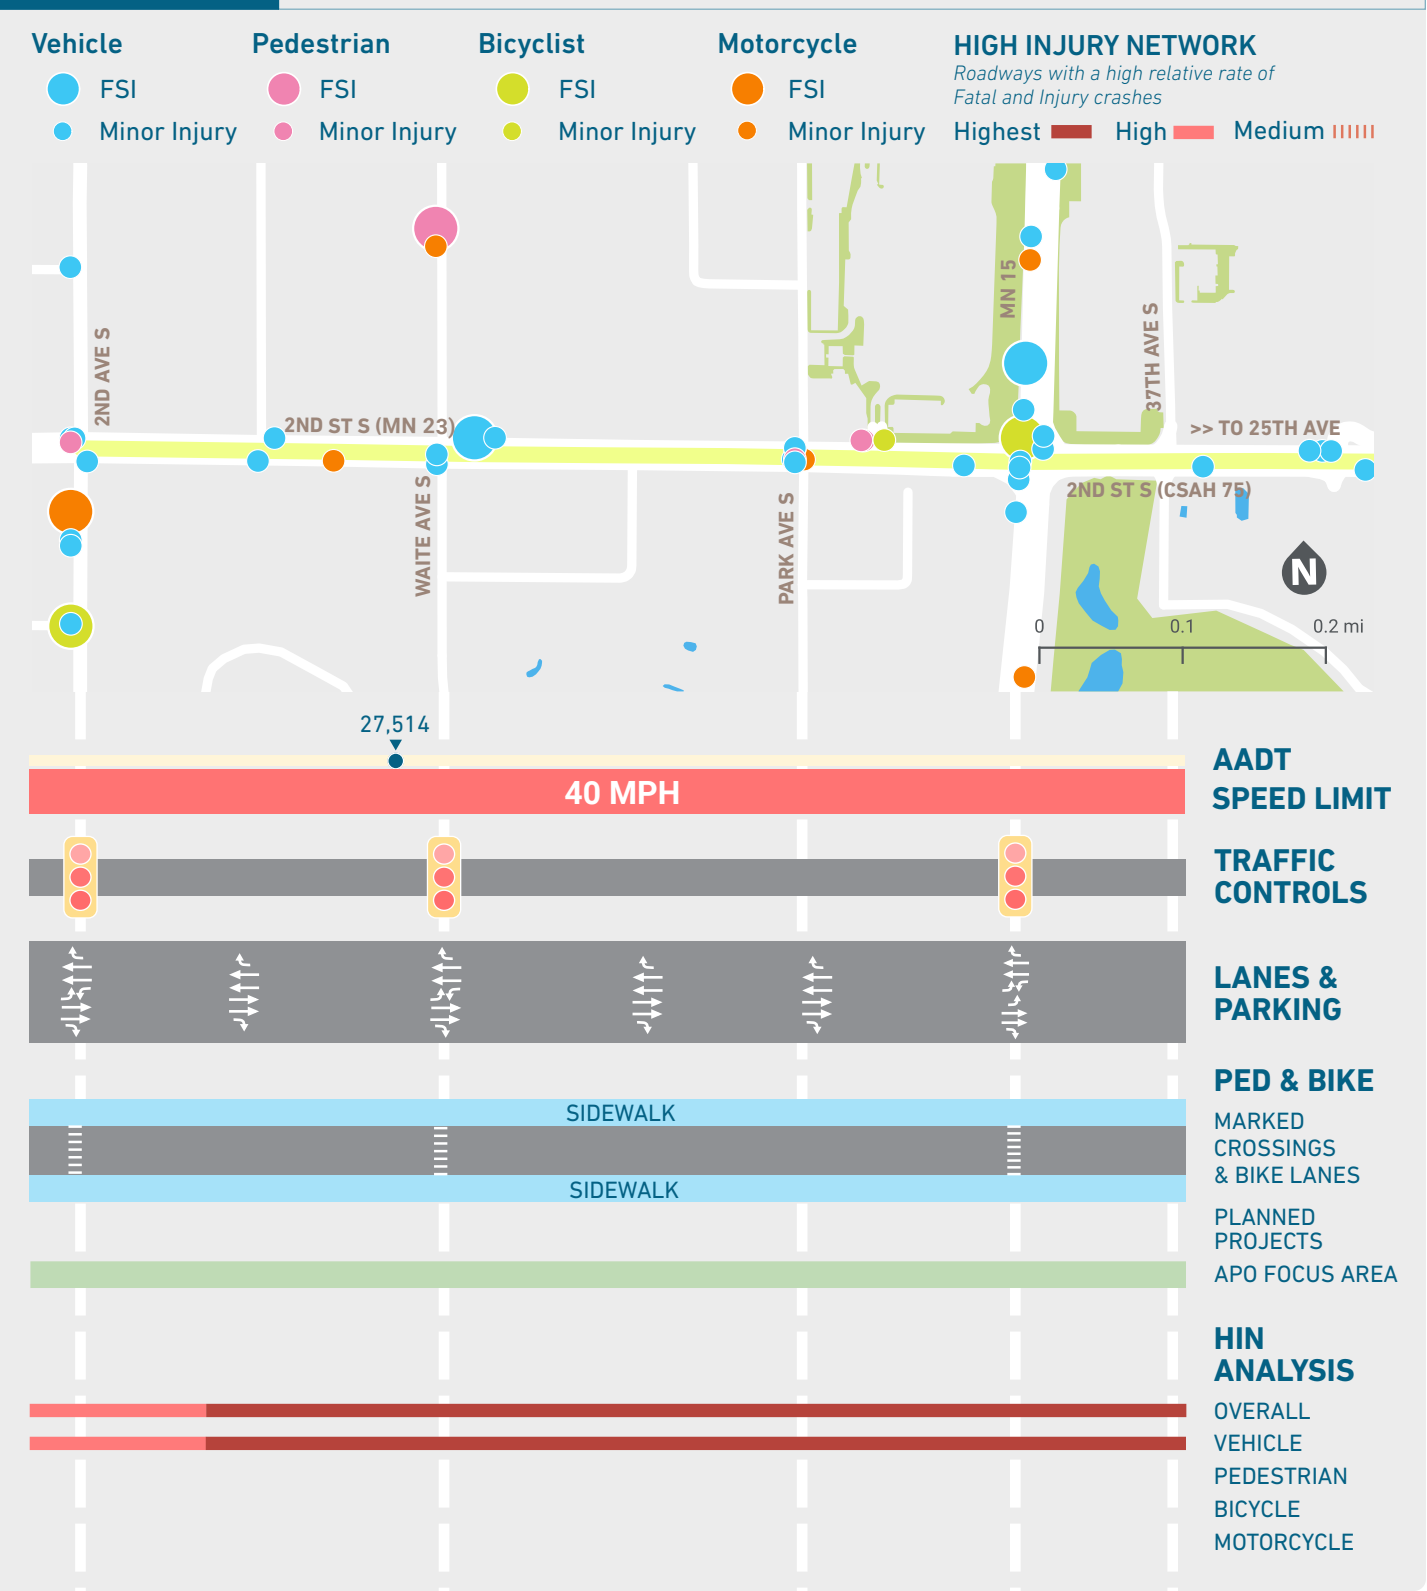 Vehicle
Pedestrian
Bicyclist
Motorcycle
HIGH INJURY NETWORK
Roadways with a high relative rate of
Fatal and Injury crashes
FSI
FSI
FSI
FSI
Minor Injury
Minor Injury
Minor Injury
Minor Injury
Highest
High
Medium
MN 15
2ND AVE S
37TH AVE S
2ND ST S (MN 23)
>> TO 25TH AVE
2ND ST S (CSAH 75)
WAITE AVE S
PARK AVE S
N
0
0.1
0.2 mi
27,514
AADT
40 MPH
SPEED LIMIT
TRAFFIC
CONTROLS
LANES &
PARKING
PED & BIKE
SIDEWALK
MARKED
CROSSINGS
& BIKE LANES
SIDEWALK
PLANNED
PROJECTS
APO FOCUS AREA
HIN
ANALYSIS
OVERALL
VEHICLE
PEDESTRIAN
BICYCLE
MOTORCYCLE